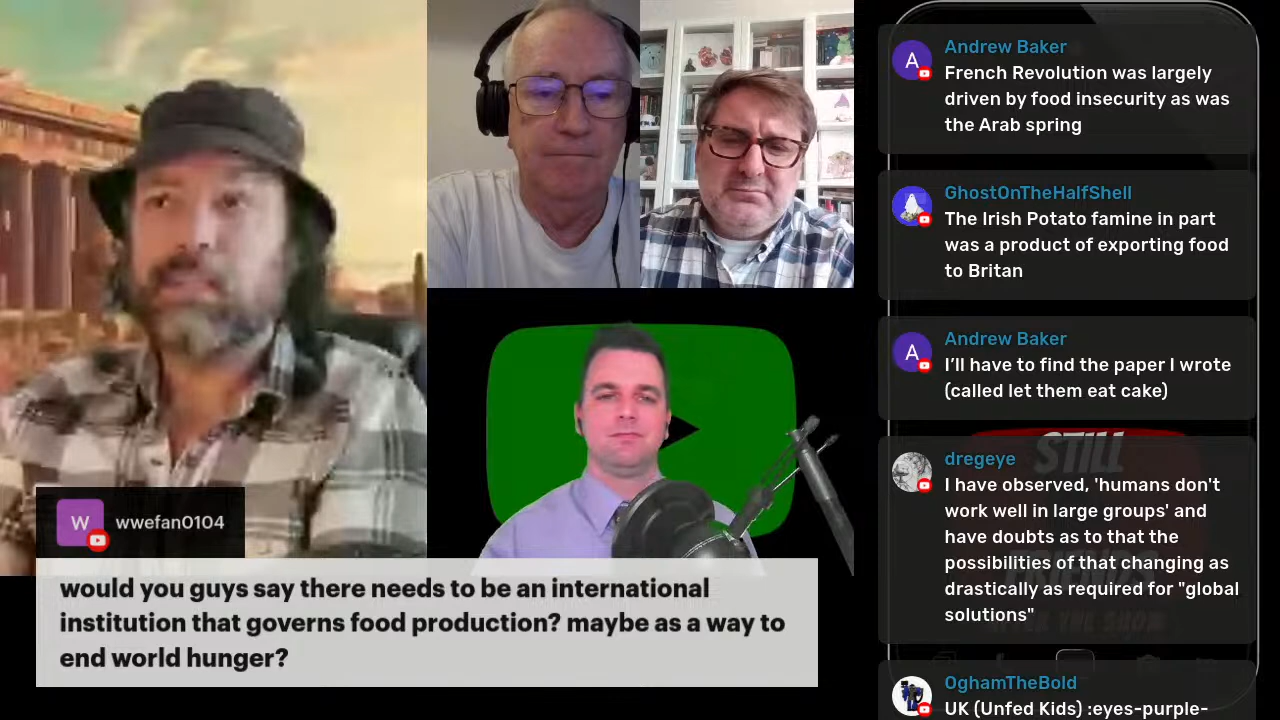 W
wwefan0104
would you guys say there needs to be an international
institution that governs food production? maybe as a way to
end world hunger?
A
Andrew Baker
French Revolution was largely
driven by food insecurity as was
the Arab spring
GhostOnTheHalfShell
The Irish Potato famine in part
was a product of exporting food
to Britan
A
Andrew Baker
I’ll have to find the paper I wrote
(called let them eat cake)
STILL
dregeye
I have observed, 'humans don't
work well in large groups' and
have doubts as to that the
possibilities of that changing as
drastically as required for "global
solutions"
OghamTheBold
UK (Unfed Kids) :eyes-purple-